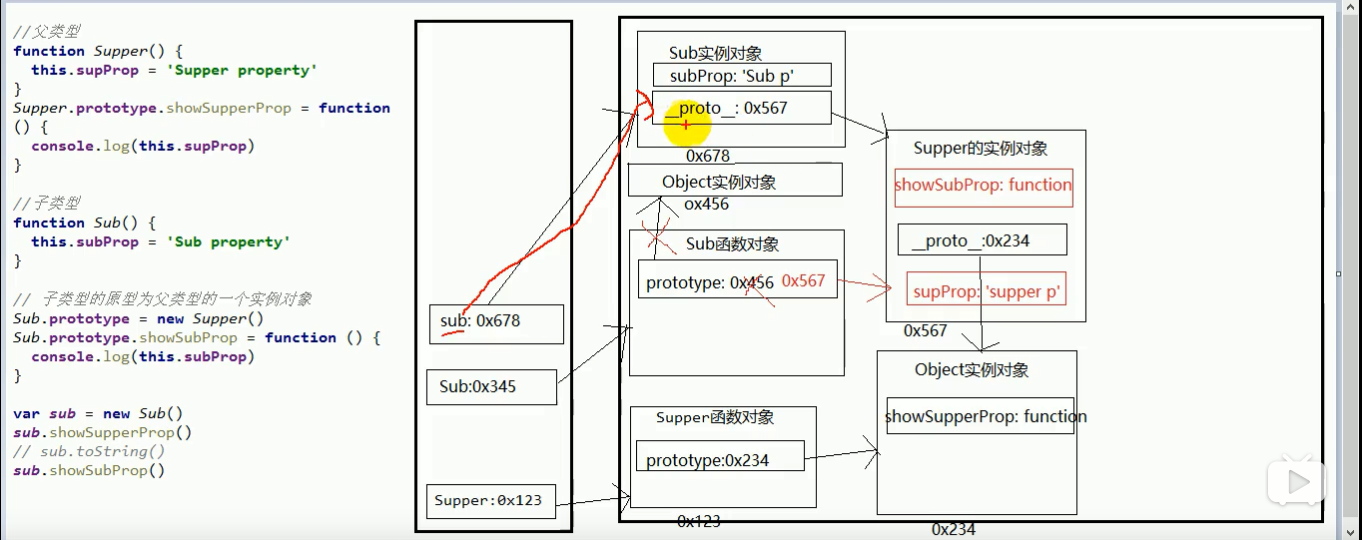 //父类型
function Supper() {
this.supProp = 'Supper property'
}
Supper.prototype.showSupperProp = function
() {
console.log(this.supProp)
}
//子类型
function Sub() {
this.subProp = 'Sub property'
}
// 子类型的原型为父类型的一个实例对象
Sub.prototype = new Supper()
Sub.prototype.showSubProp = function () {
console.log(this.subProp)
}
var sub = new Sub()
sub.showSupperProp()
// sub.toString()
sub.showSubProp()
sub: 0x678
Sub:0x345
Supper:0x123
Sub实例对象
subProp: 'Sub p'
__proto__: 0x567
0x678
Object实例对象
ox456
Sub函数对象
prototype: 0x456 0x567
Supper函数对象
prototype:0x234
0x123
Supper的实例对象
showSubProp: function
__proto__:0x234
supProp: 'supper p'
0x567
Object实例对象
showSupperProp: function
0x234